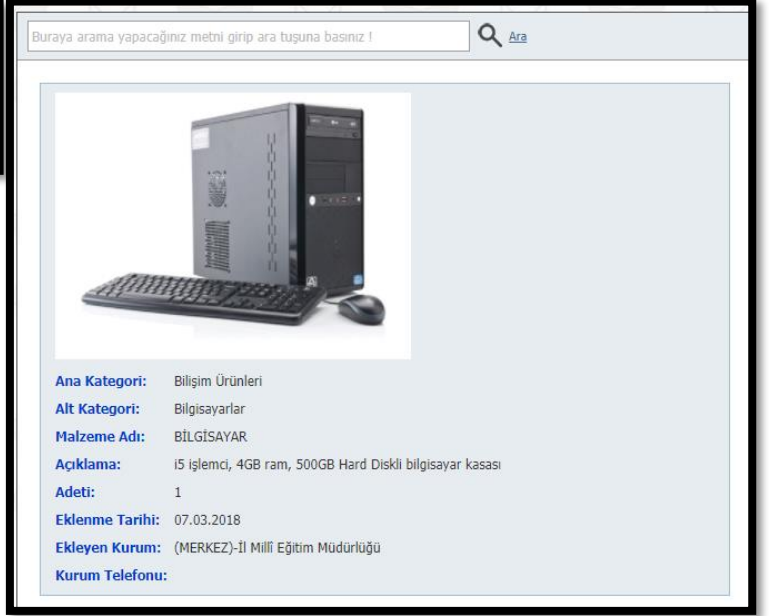 Buraya arama yapacağınız metni girip ara tuşuna basınız !
Ara
Ana Kategori: Bilişim Ürünleri
Alt Kategori: Bilgisayarlar
Malzeme Adı: BİLGİSAYAR
Açıklama: i5 işlemci, 4GB ram, 500GB Hard Diskli bilgisayar kasası
Adeti: 1
Eklenme Tarihi: 07.03.2018
Ekleyen Kurum: (MERKEZ)-İl Millî Eğitim Müdürlüğü
Kurum Telefonu: